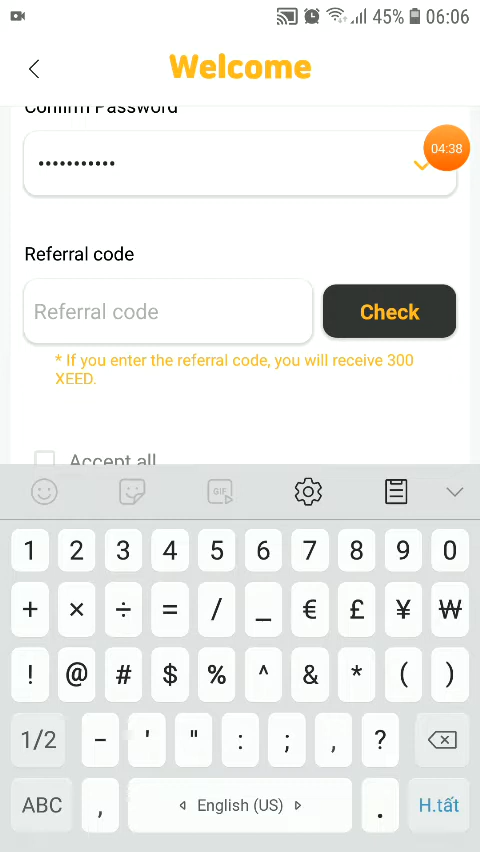 45% 06:06
Welcome
Confirm Password
•••••••••••
04:38
Referral code
Referral code
Check
* If you enter the referral code, you will receive 300
XEED.
Accept all
GIF
1 2 3 4 5 6 7 8 9 0
+ × ÷ = / _ € £ ¥ ₩
! @ # $ % ^ & * ( )
1/2 - ' " : ; , ?
ABC , English (US) . H.tất